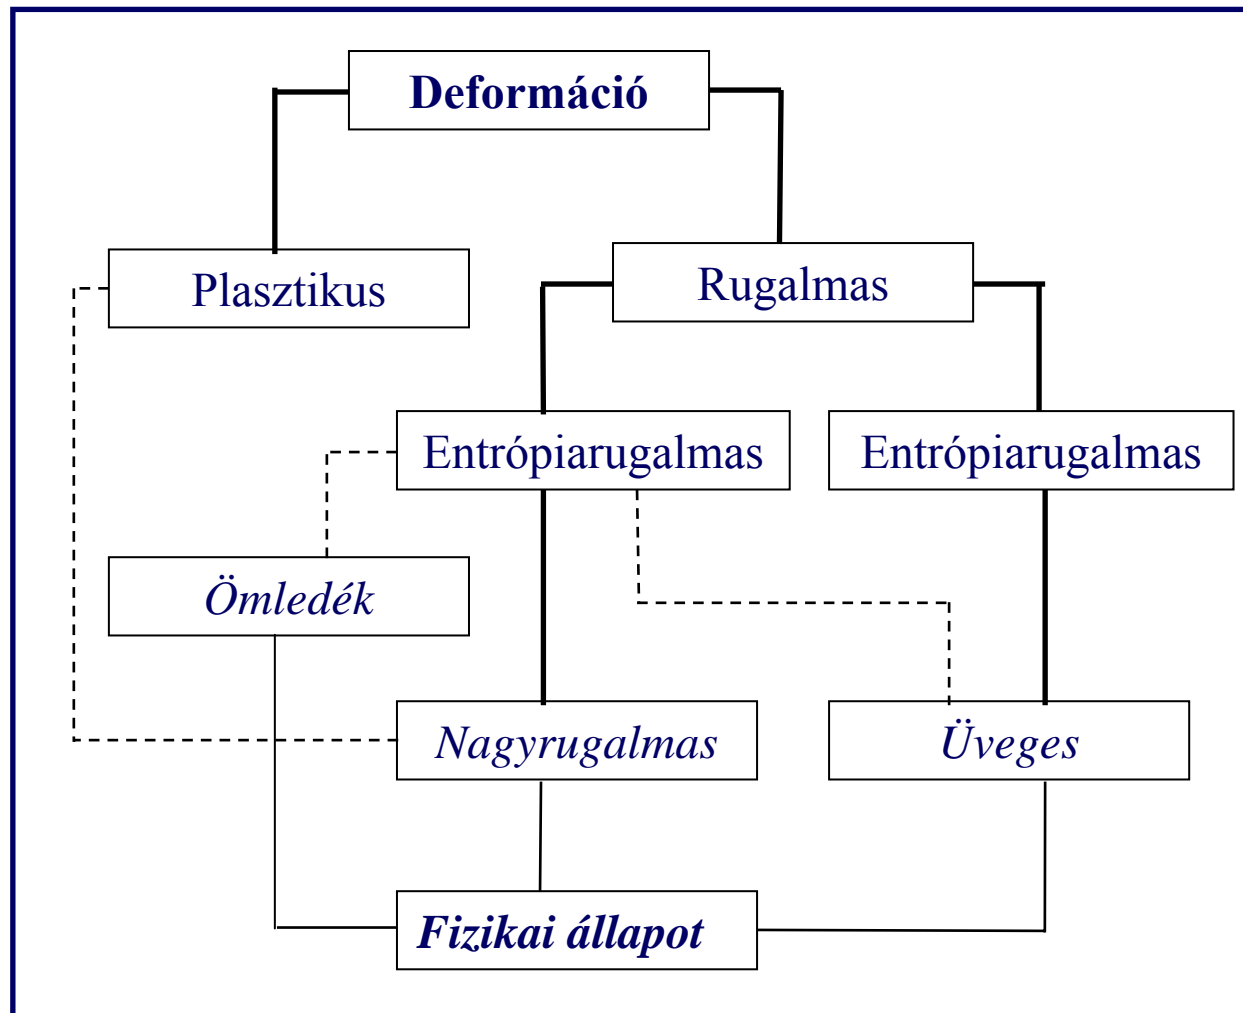 Deformáció
Plasztikus
Rugalmas
Entrópiarugalmas
Entrópiarugalmas
Ömledék
Nagyrugalmas
Üveges
Fizikai állapot